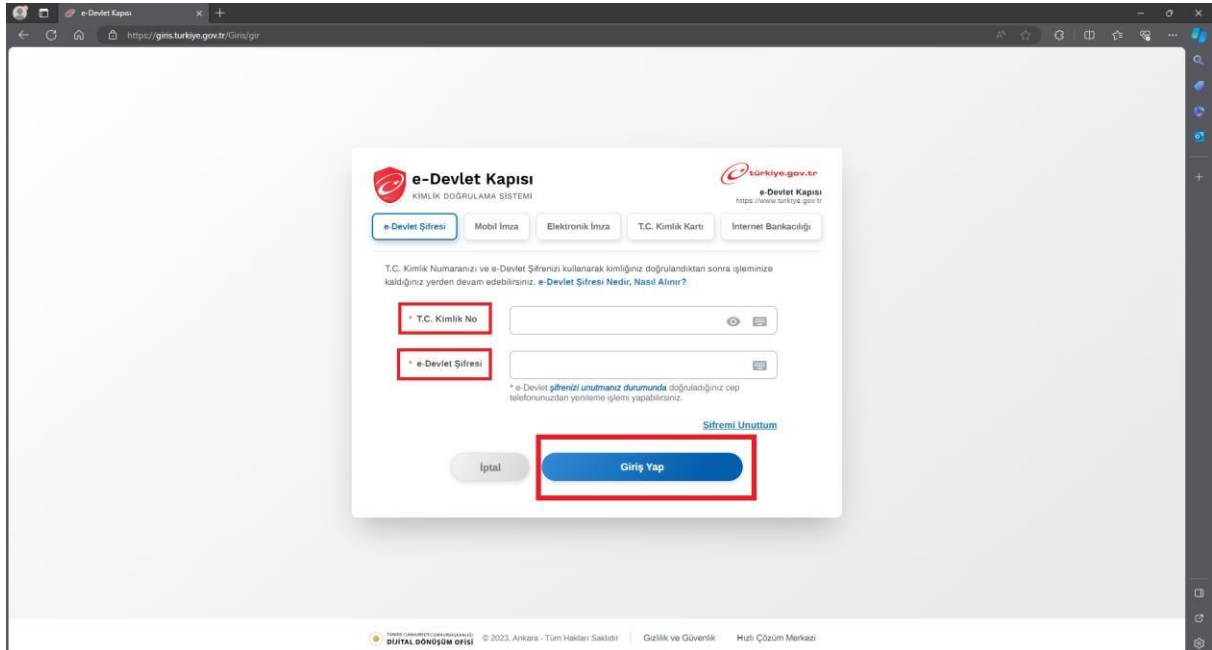 e-Devlet Kapısı
https://giris.turkiye.gov.tr/Giris/gir
e-Devlet Kapısı
KİMLİK DOĞRULAMA SİSTEMİ
türkiye.gov.tr
e-Devlet Kapısı
https://www.turkiye.gov.tr
e-Devlet Şifresi
Mobil İmza
Elektronik İmza
T.C. Kimlik Kartı
İnternet Bankacılığı
T.C. Kimlik Numaranızı ve e-Devlet Şifrenizi kullanarak kimliğiniz doğrulandıktan sonra işleminize
kaldığınız yerden devam edebilirsiniz. e-Devlet Şifresi Nedir, Nasıl Alınır?
* T.C. Kimlik No
* e-Devlet Şifresi
* e-Devlet şifrenizi unutmanız durumunda doğruladığınız cep
telefonunuzdan yenileme işlemi yapabilirsiniz.
Şifremi Unuttum
İptal
Giriş Yap
DİJİTAL DÖNÜŞÜM OFİSİ
© 2023, Ankara - Tüm Hakları Saklıdır
Gizlilik ve Güvenlik
Hızlı Çözüm Merkezi